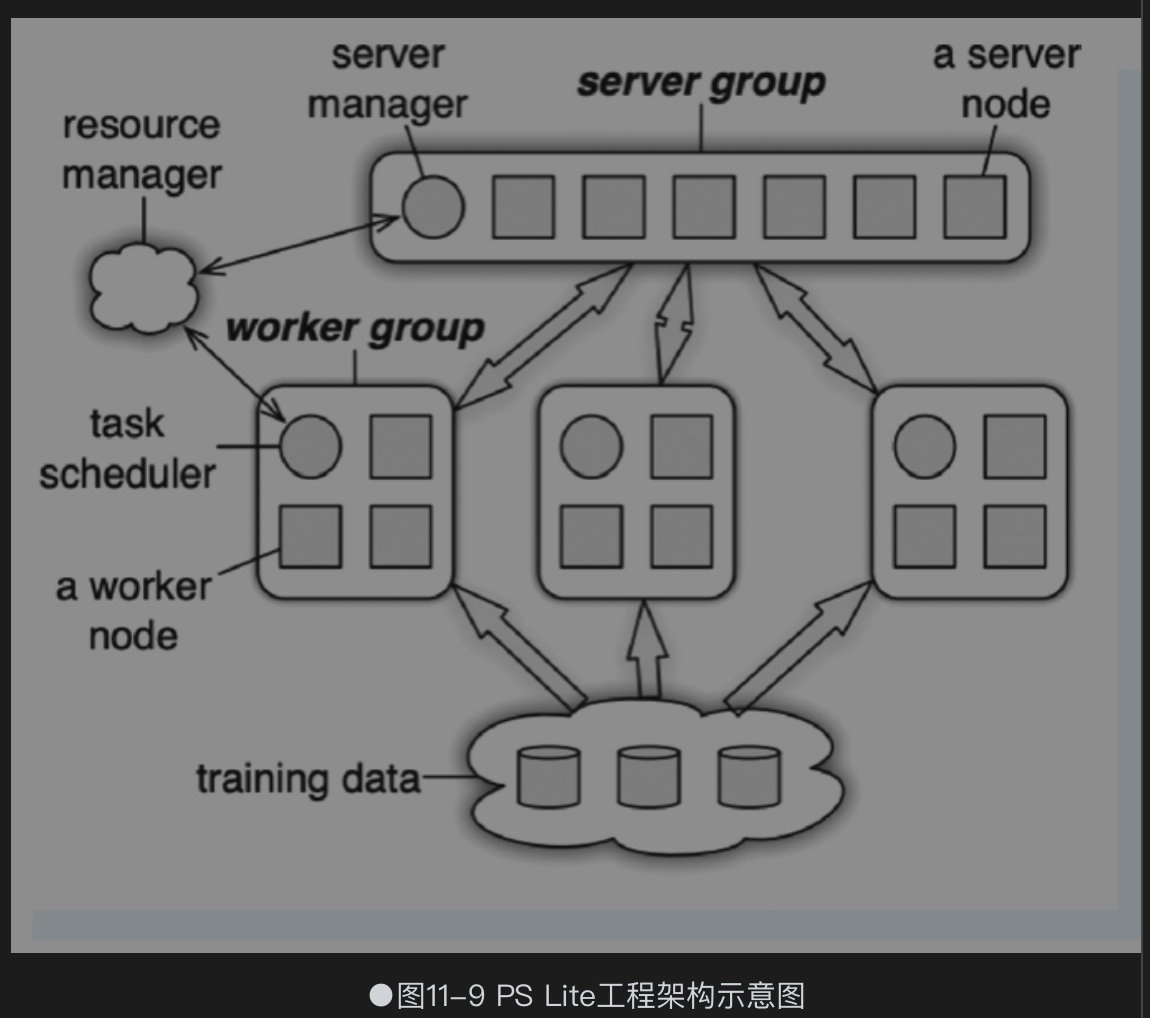 server
manager
server group
a server
node
resource
manager
worker group
task
scheduler
a worker
node
training data
●图11-9 PS Lite工程架构示意图